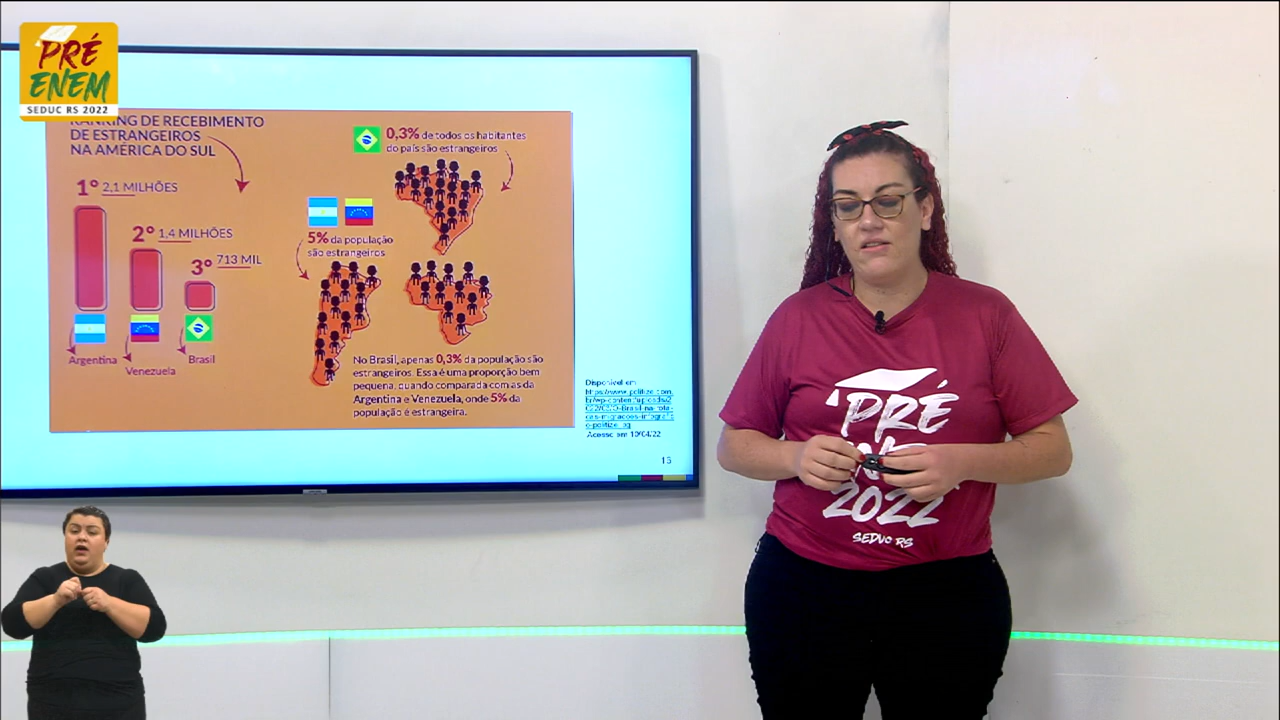 PRÉ
ENEM
SEDUC RS 2022
RANKING DE RECEBIMENTO
DE ESTRANGEIROS
NA AMÉRICA DO SUL
1º 2,1 MILHÕES
2º 1,4 MILHÕES
3º 713 MIL
Argentina
Venezuela
Brasil
0,3% de todos os habitantes
do país são estrangeiros
5% da população
são estrangeiros
No Brasil, apenas 0,3% da população são
estrangeiros. Essa é uma proporção bem
pequena, quando comparada com as da
Argentina e Venezuela, onde 5% da
população é estrangeira.
Disponível em
Acesso em 10/04/22
PRÉ
2022
SEDUC RS